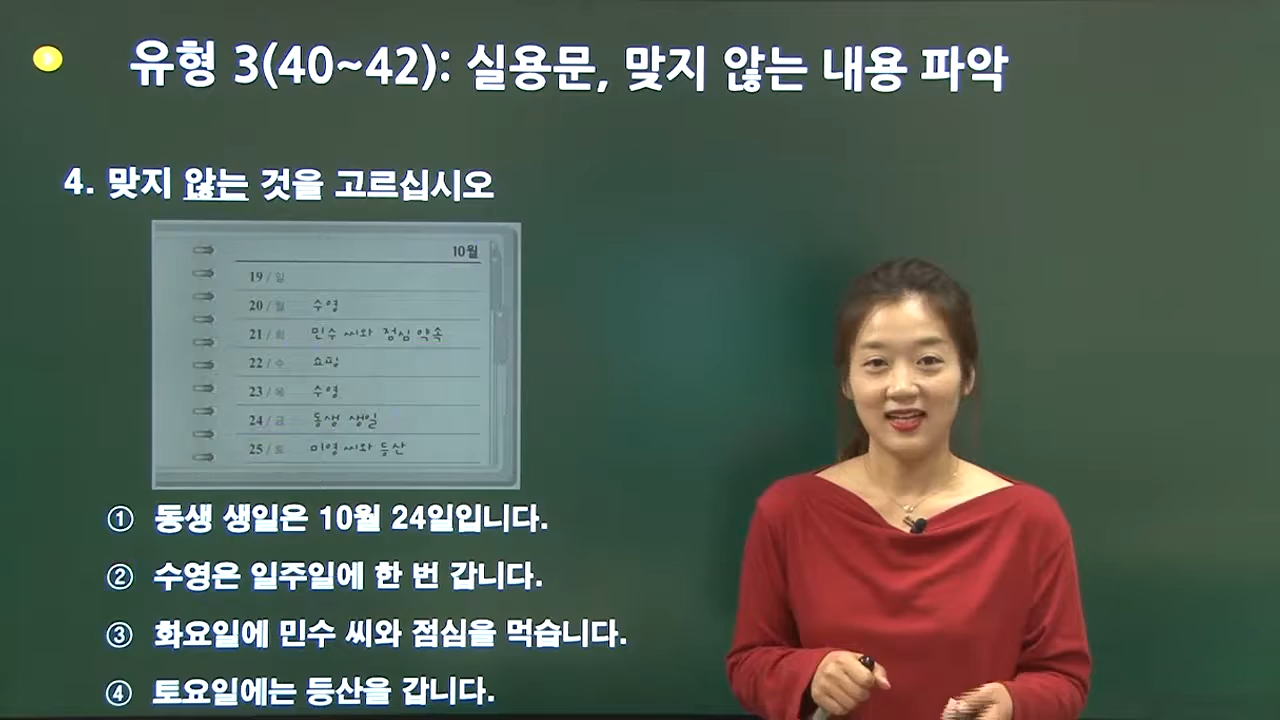 유형 3(40~42): 실용문, 맞지 않는 내용 파악
4. 맞지 않는 것을 고르십시오
10월
19 / 일
20 / 월 수영
21 / 화 민수 씨와 점심 약속
22 / 수 쇼핑
23 / 목 수영
24 / 금 동생 생일
25 / 토 미영 씨와 등산
① 동생 생일은 10월 24일입니다.
② 수영은 일주일에 한 번 갑니다.
③ 화요일에 민수 씨와 점심을 먹습니다.
④ 토요일에는 등산을 갑니다.